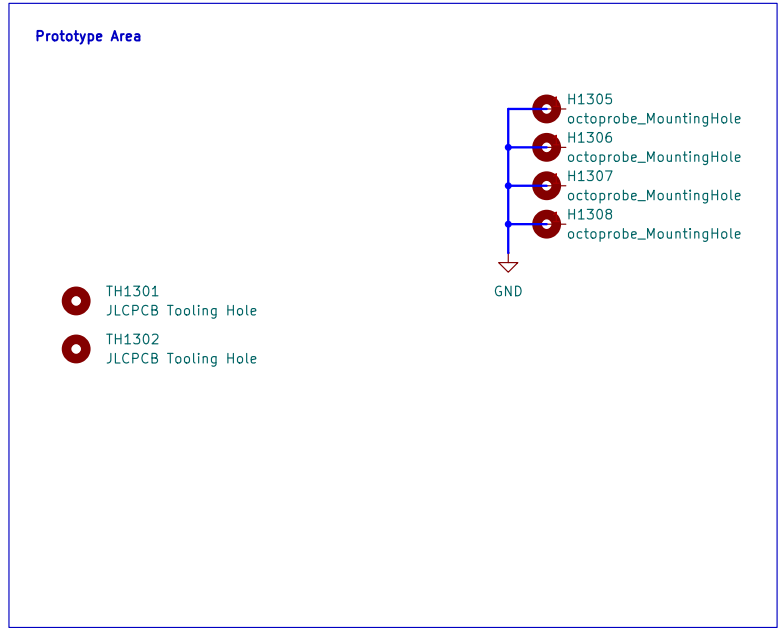 Prototype Area
H1305
octoprobe_MountingHole
H1306
octoprobe_MountingHole
H1307
octoprobe_MountingHole
H1308
octoprobe_MountingHole
GND
TH1301
JLCPCB Tooling Hole
TH1302
JLCPCB Tooling Hole